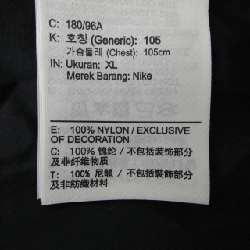 C: 180/96A
K: 호칭 (Generic): 105
가슴둘레 (Chest): 105cm
IN: Ukuran: XL
Merek Barang: Nike
E: 100% NYLON / EXCLUSIVE
OF DECORATION
C: 100% 锦纶 / 不包括装饰部分
及非纤维物质
T: 100% 尼龍 / 不包括裝飾部分
及非紡織材料